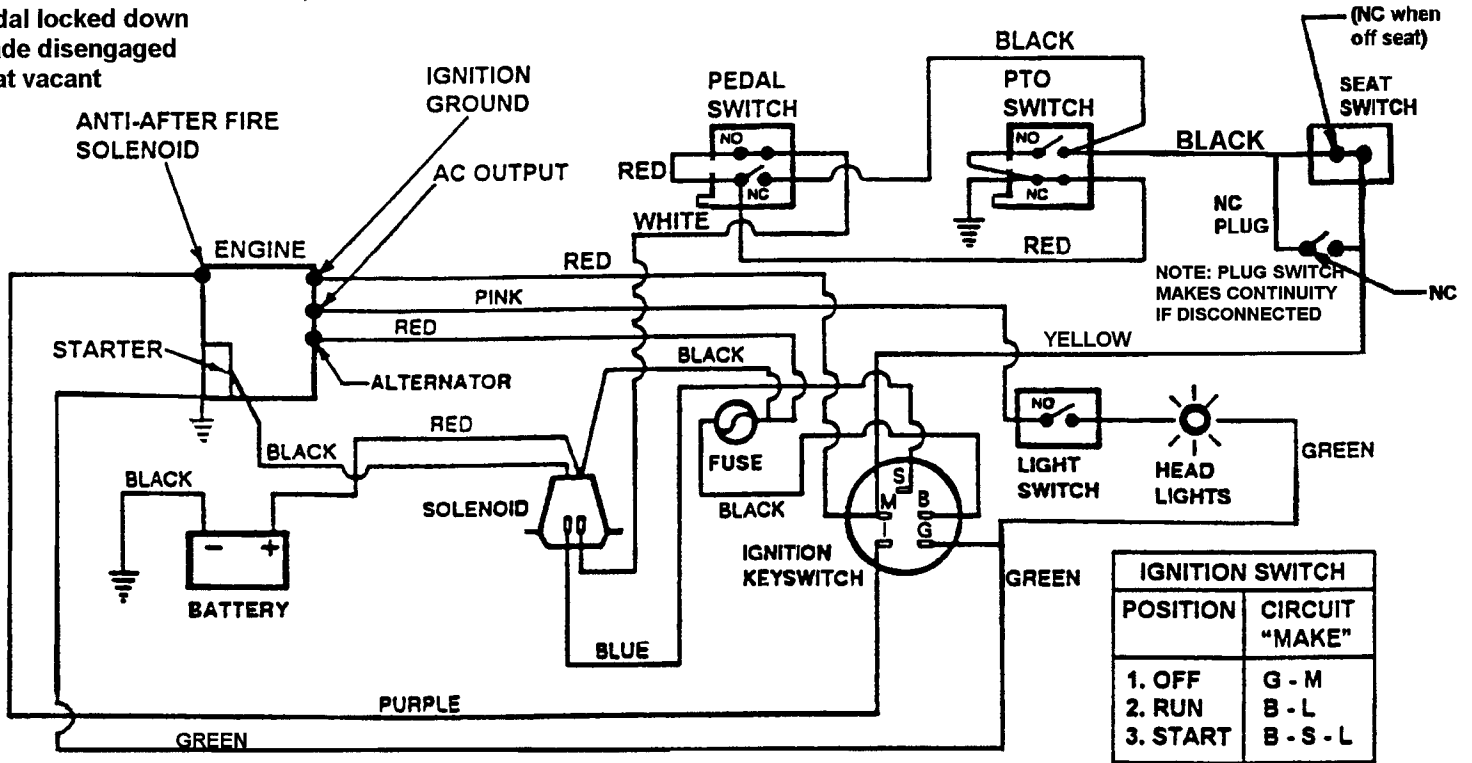 dal locked down
de disengaged
at vacant
ANTI-AFTER FIRE
SOLENOID
IGNITION
GROUND
AC OUTPUT
PEDAL
SWITCH
NO
NC
RED
WHITE
BLACK
PTO
SWITCH
NO
NC
RED
BLACK
(NC when
off seat)
SEAT
SWITCH
NC
PLUG
NOTE: PLUG SWITCH
MAKES CONTINUITY
IF DISCONNECTED
NC
ENGINE
RED
PINK
RED
STARTER
ALTERNATOR
BLACK
YELLOW
RED
BLACK
BLACK
SOLENOID
FUSE
BLACK
BATTERY
- +
S
M B
I G
IGNITION
KEYSWITCH
NO
LIGHT
SWITCH
HEAD
LIGHTS
GREEN
GREEN
BLUE
PURPLE
GREEN
IGNITION SWITCH
POSITION CIRCUIT
“MAKE”
1. OFF G - M
2. RUN B - L
3. START B - S - L